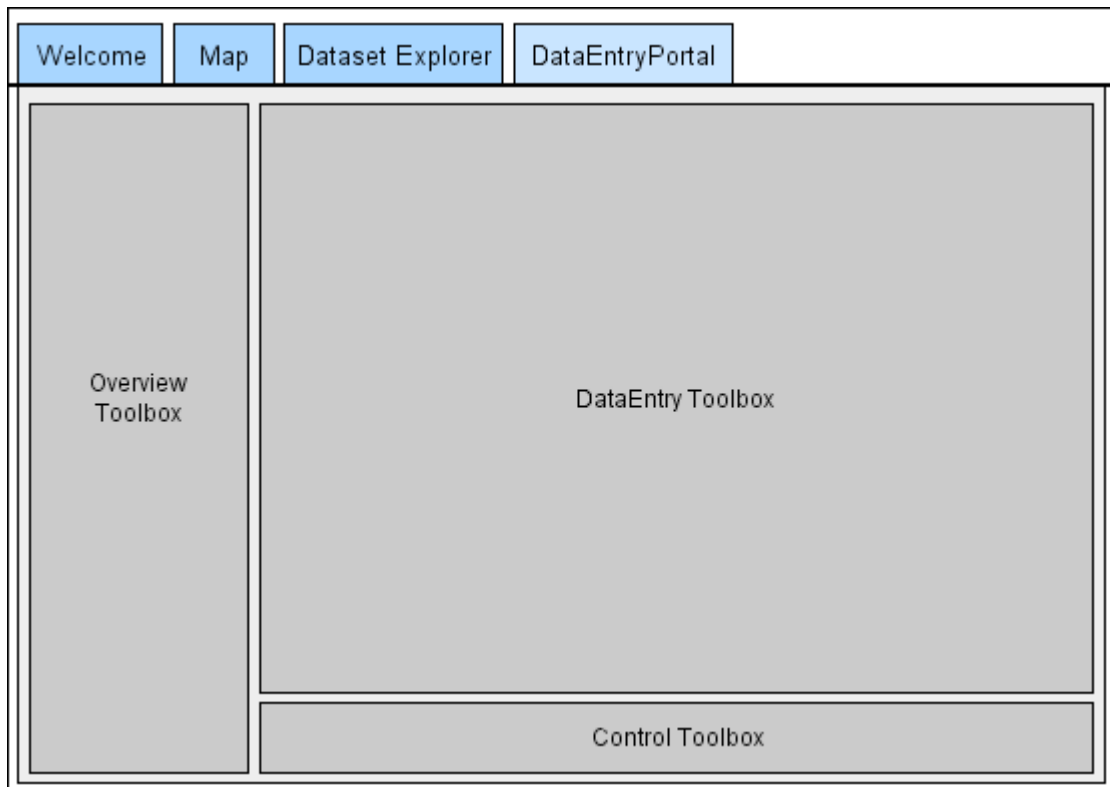 Welcome
Map
Dataset Explorer
DataEntryPortal
Overview
Toolbox
DataEntry Toolbox
Control Toolbox